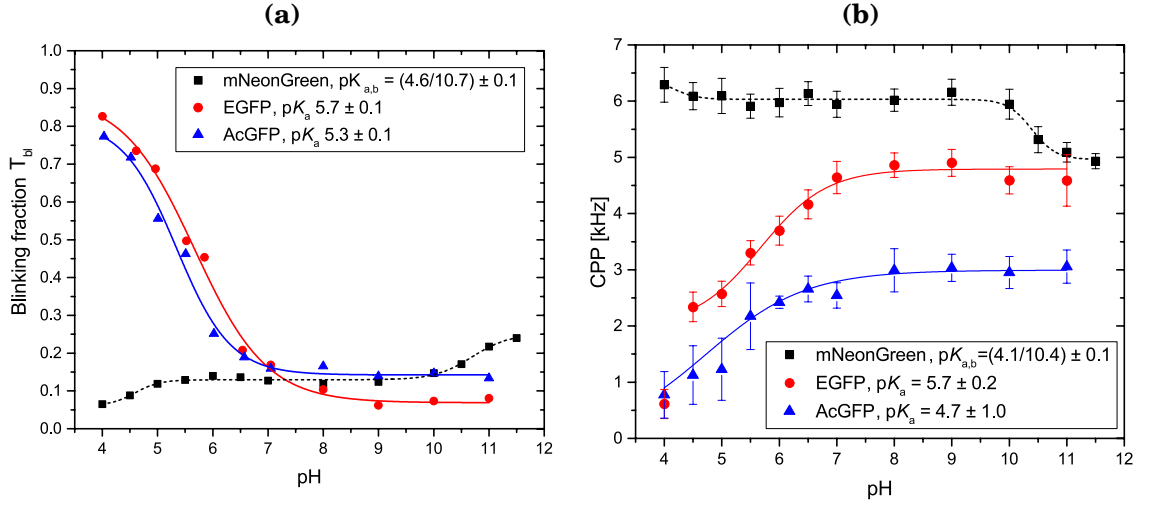 (a)
1.0
0.9
0.8
0.7
0.6
0.5
0.4
0.3
0.2
0.1
0.0
Blinking fraction T_bl
mNeonGreen, pK_a,b = (4.6/10.7) ± 0.1
EGFP, pK_a 5.7 ± 0.1
AcGFP, pK_a 5.3 ± 0.1
4 5 6 7 8 9 10 11 12
pH
(b)
7
6
5
4
3
2
1
0
CPP [kHz]
mNeonGreen, pK_a,b=(4.1/10.4) ± 0.1
EGFP, pK_a = 5.7 ± 0.2
AcGFP, pK_a = 4.7 ± 1.0
4 5 6 7 8 9 10 11 12
pH